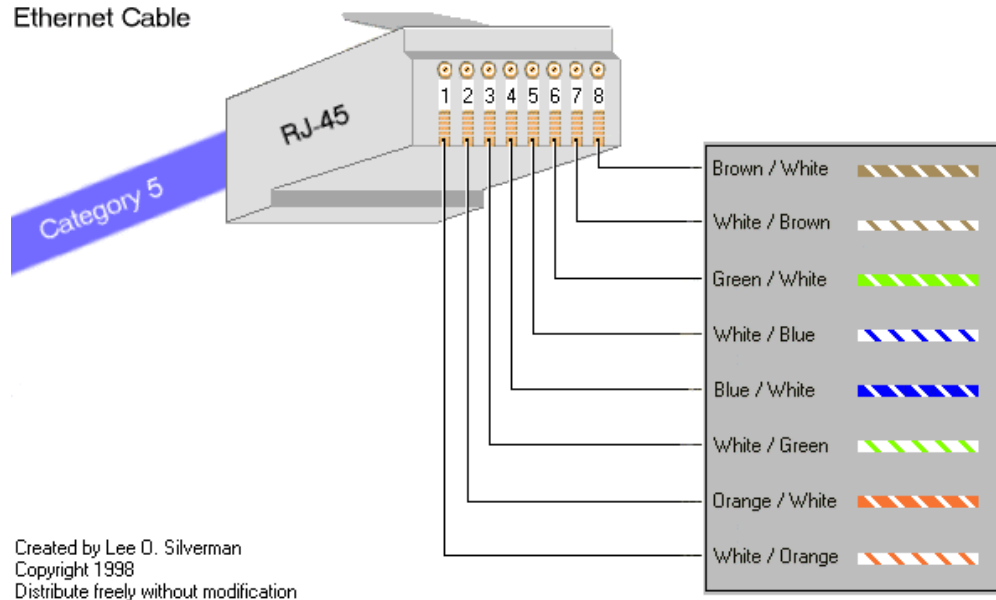 Ethernet Cable
RJ-45
1 2 3 4 5 6 7 8
Category 5
Brown / White
White / Brown
Green / White
White / Blue
Blue / White
White / Green
Orange / White
White / Orange
Created by Lee O. Silverman
Copyright 1998
Distribute freely without modification